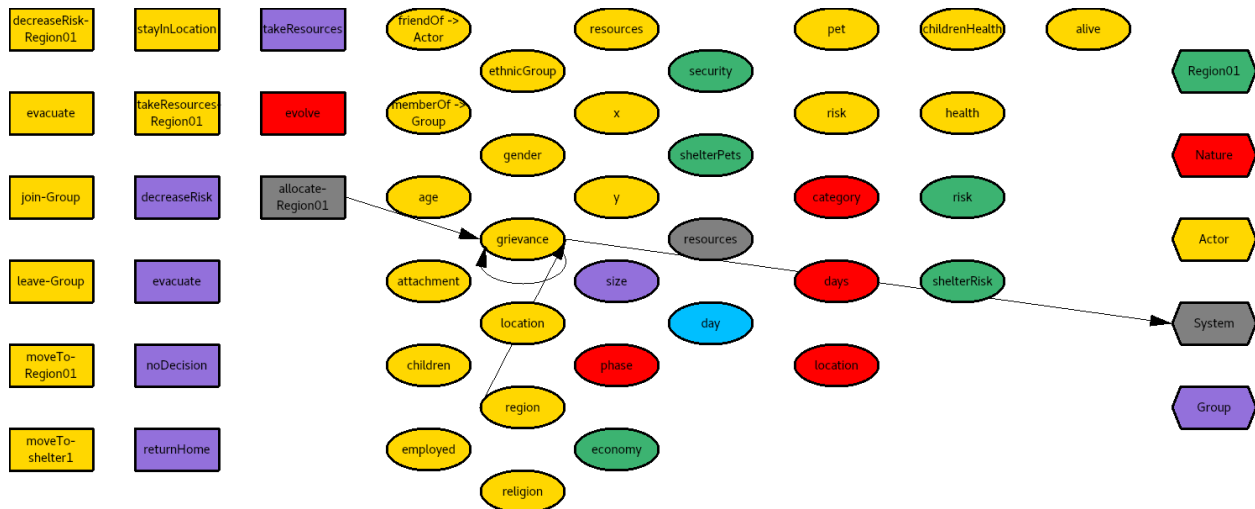 decreaseRisk-
Region01
stayInLocation
takeResources
friendOf ->
Actor
resources
pet
childrenHealth
alive
ethnicGroup
security
Region01
evacuate
takeResources-
Region01
evolve
memberOf ->
Group
x
risk
health
gender
shelterPets
Nature
join-Group
decreaseRisk
allocate-
Region01
age
y
category
risk
grievance
resources
Actor
leave-Group
evacuate
attachment
size
days
shelterRisk
location
day
System
moveTo-
Region01
noDecision
children
phase
location
region
Group
moveTo-
shelter1
returnHome
employed
economy
religion